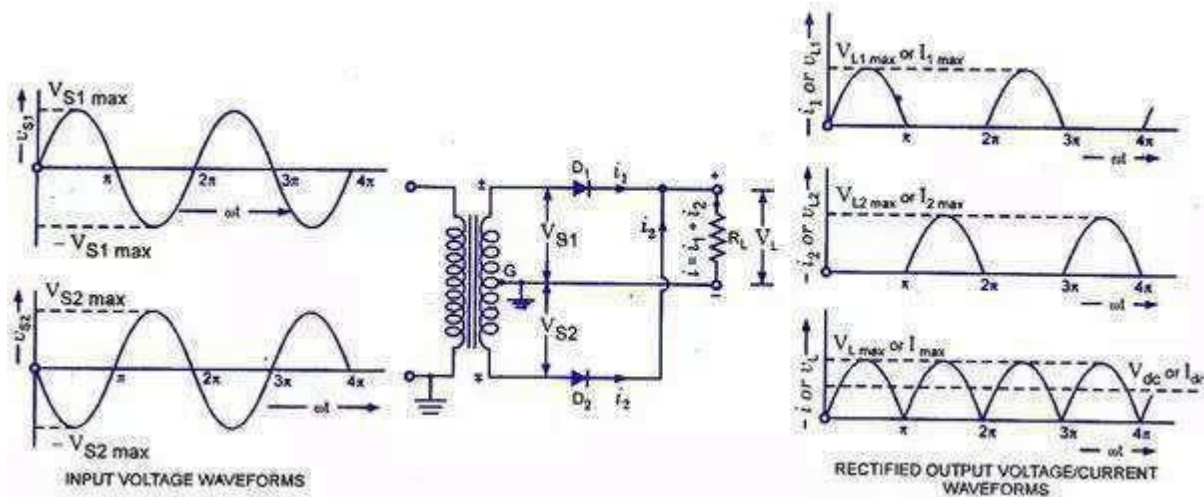 V_S1 max
v_S1
π
2π
3π
4π
ωt
− V_S1 max
V_S2 max
v_S2
π
2π
3π
4π
ωt
− V_S2 max
INPUT VOLTAGE WAVEFORMS
D₁
i₁
±
V_S1
G
V_S2
∓
D₂
i₂
i₂
i = i₁ + i₂
+
R_L
−
V_L
i₁ or v_L1
V_L1 max or I_1 max
π
2π
3π
4π
ωt
i₂ or v_L2
V_L2 max or I_2 max
π
2π
3π
4π
ωt
i or v_L
V_L max or I_max
V_dc or I_dc
π
2π
3π
4π
ωt
RECTIFIED OUTPUT VOLTAGE/CURRENT
WAVEFORMS